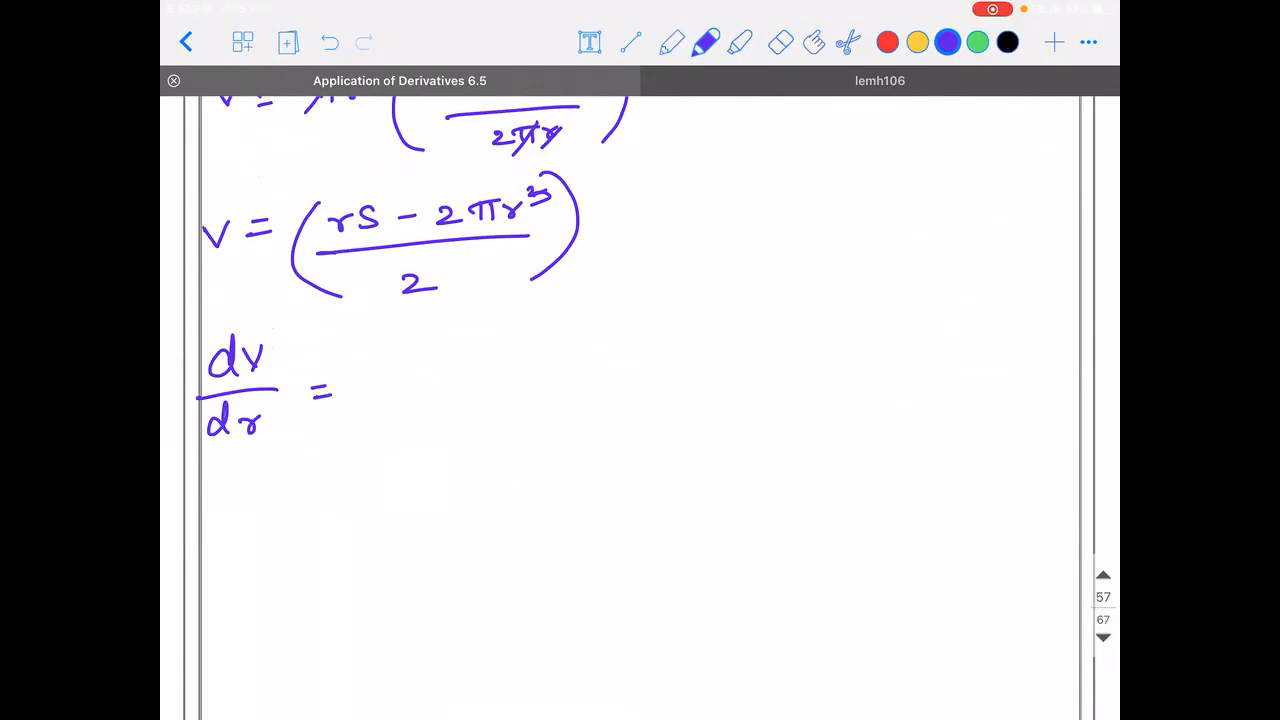 Application of Derivatives 6.5
lemh106
2πr
V = (rS - 2πr³ / 2)
dv/dr =
57
67